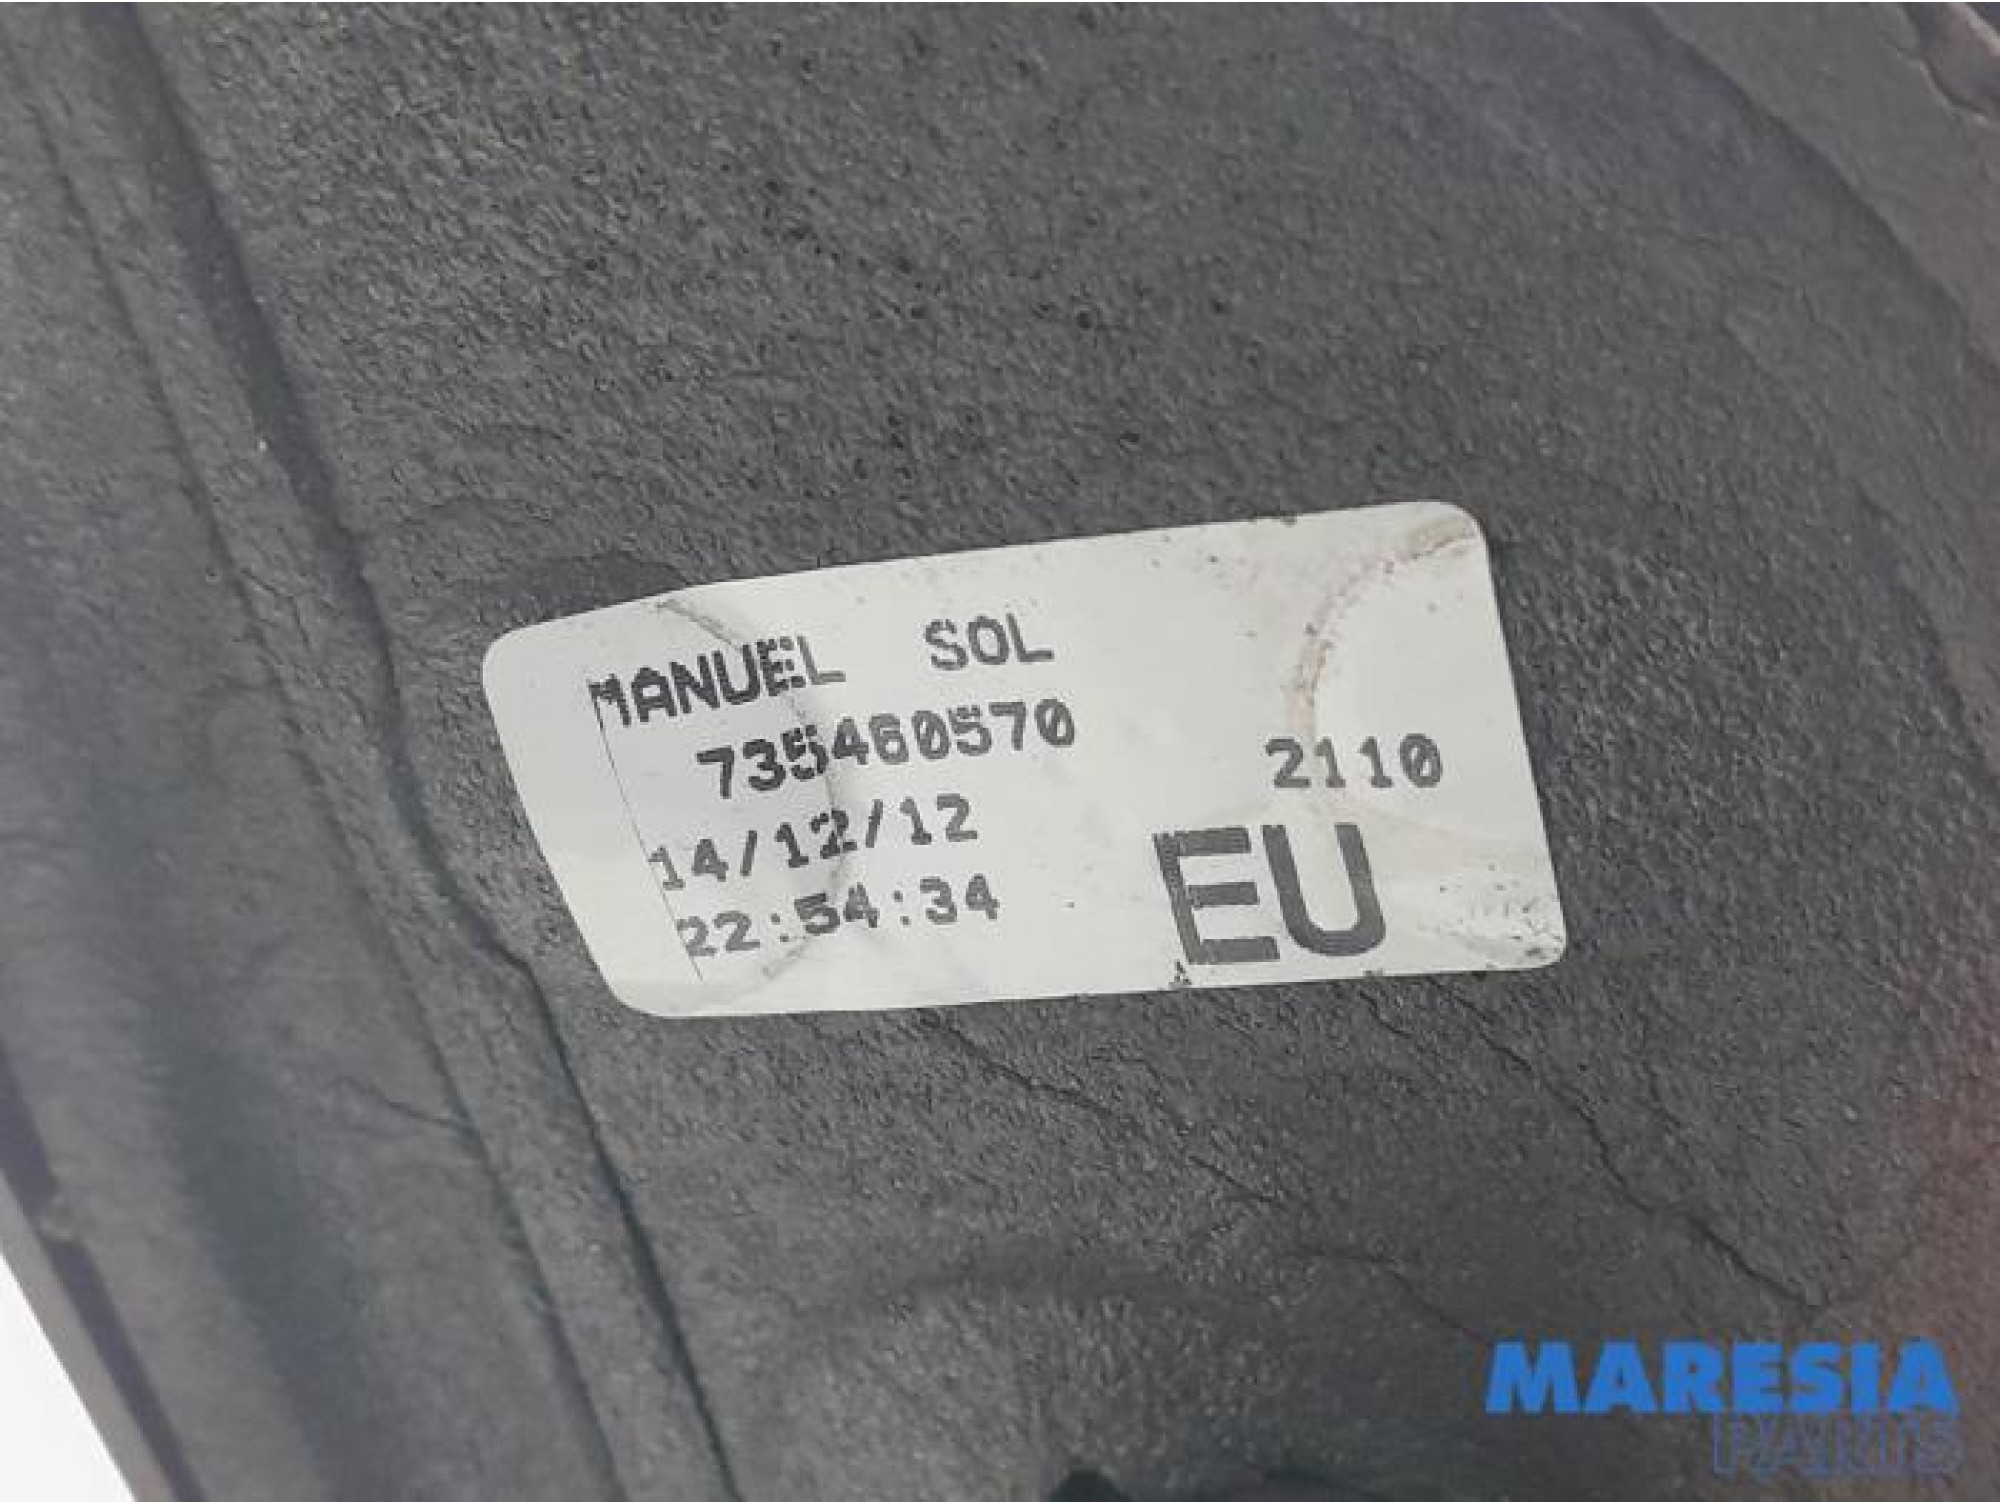 MANUEL SOL
735460570
2110
14/12/12
22:54:34
EU
MARESIA
PARTS